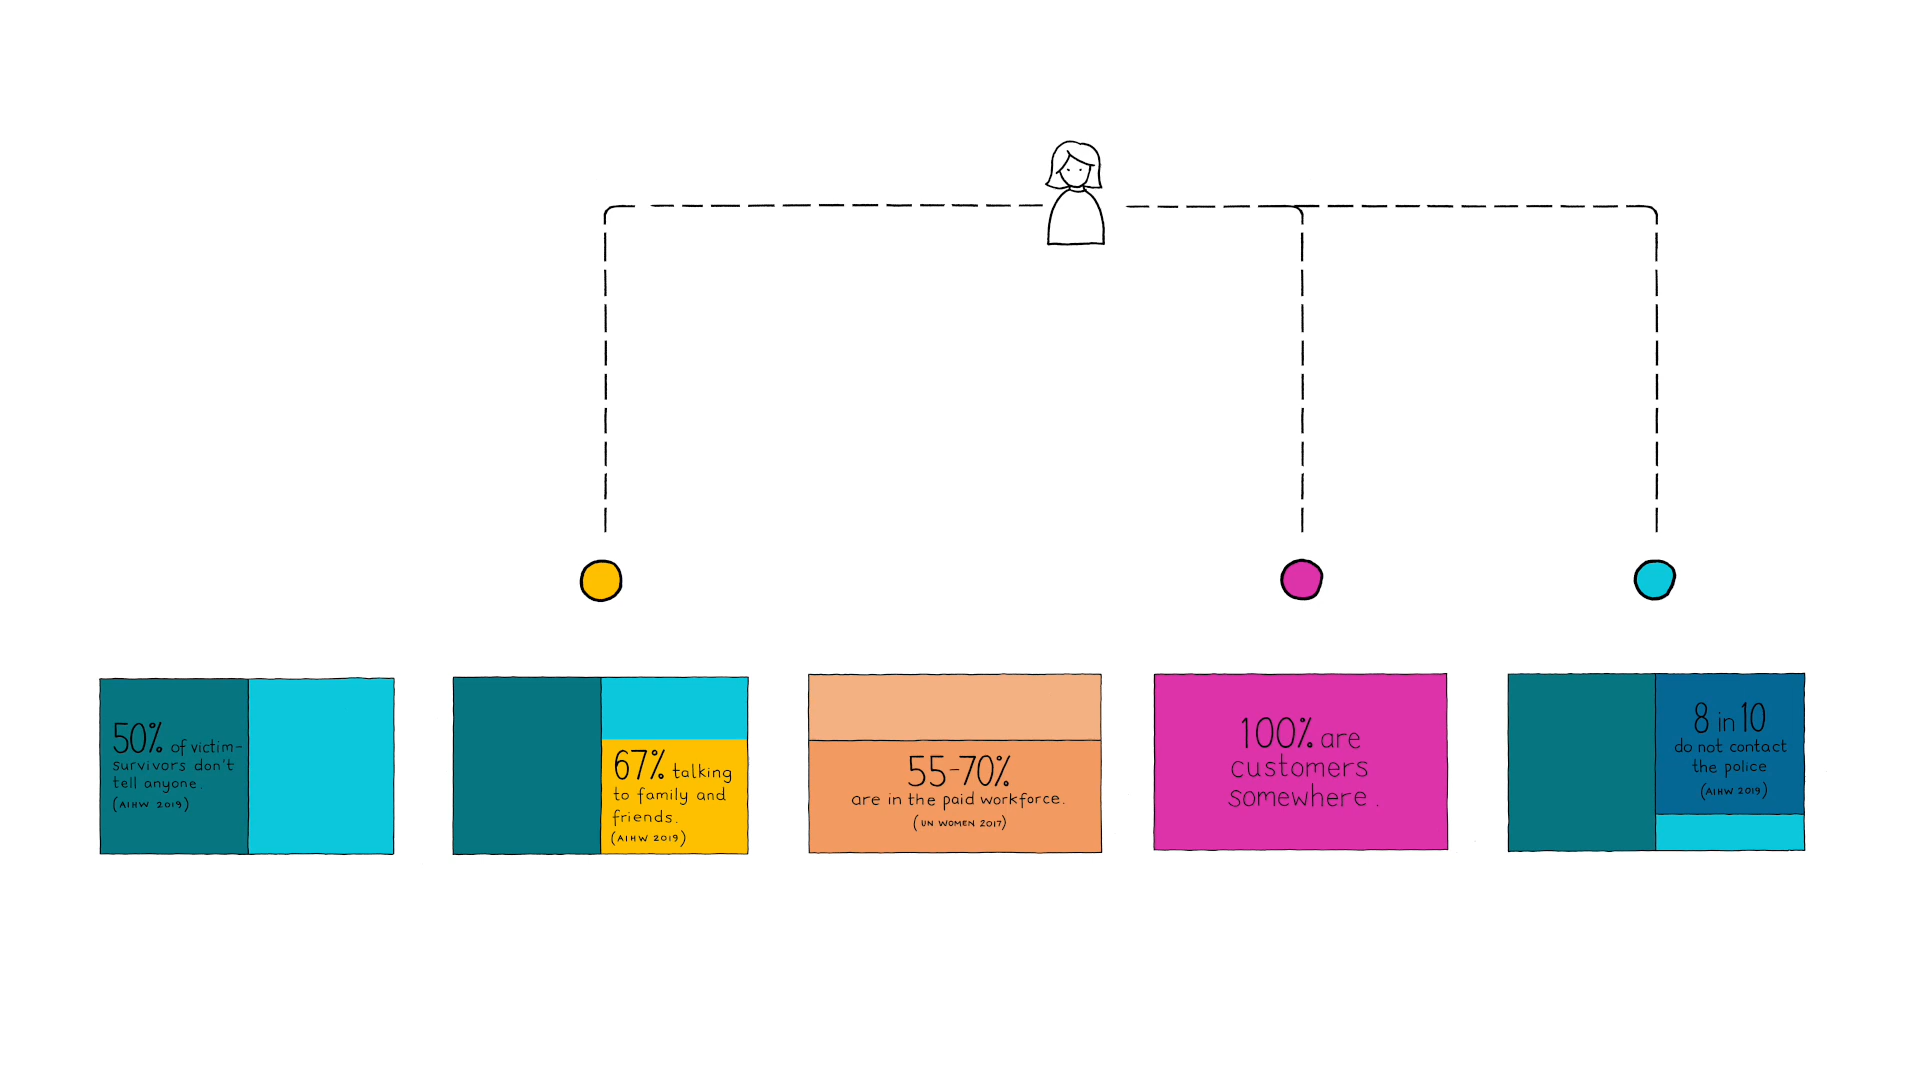 50% of victim-
survivors don't
tell anyone.
(AIHW 2019)
67% talking
to family and
friends.
(AIHW 2019)
55-70%
are in the paid workforce.
(UN WOMEN 2017)
100% are
customers
somewhere.
8 in 10
do not contact
the police
(AIHW 2019)